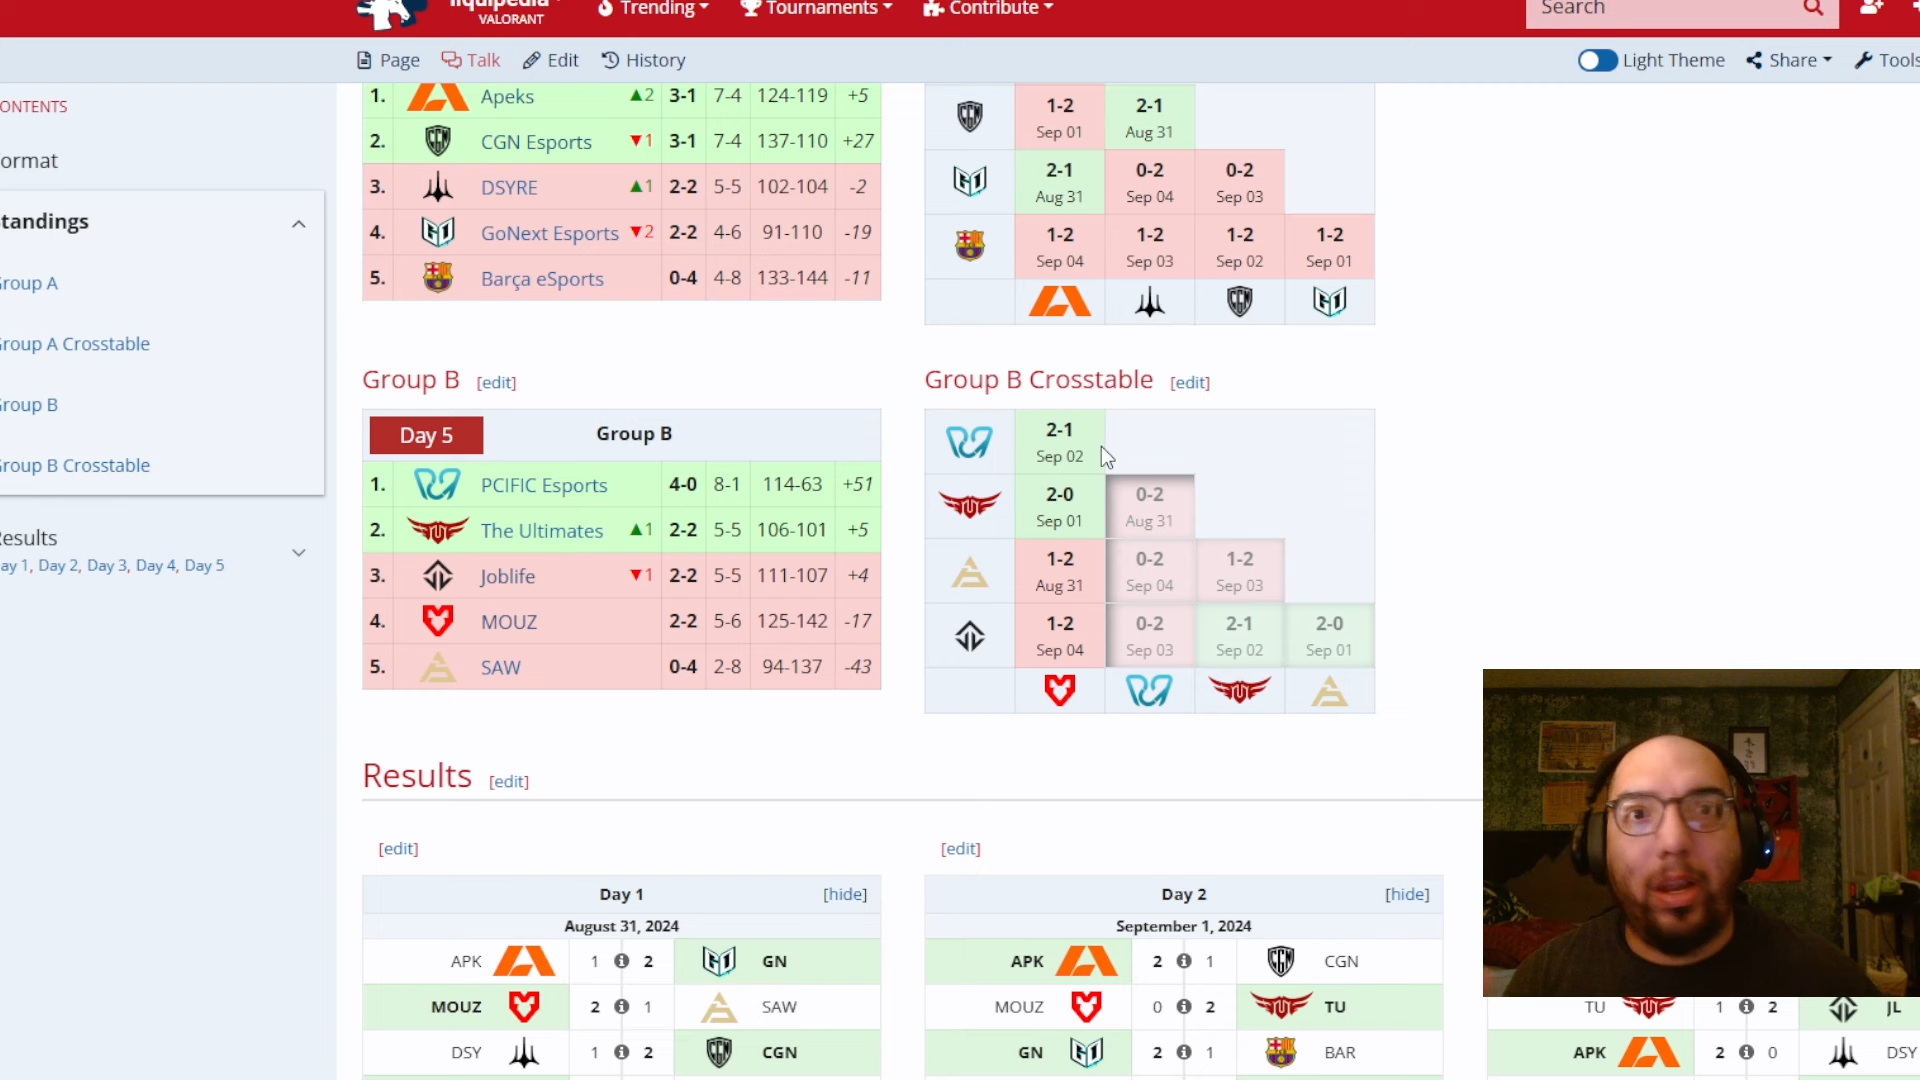 liquipedia
VALORANT
Trending
Tournaments
Contribute
Search
Page
Talk
Edit
History
Light Theme
Share
Tools
ONTENTS
ormat
tandings
roup A
roup A Crosstable
roup B
roup B Crosstable
esults
ay 1, Day 2, Day 3, Day 4, Day 5
1. Apeks ▲2 3-1 7-4 124-119 +5
2. CGN Esports ▼1 3-1 7-4 137-110 +27
3. DSYRE ▲1 2-2 5-5 102-104 -2
4. GoNext Esports ▼2 2-2 4-6 91-110 -19
5. Barça eSports 0-4 4-8 133-144 -11
1-2 2-1
Sep 01 Aug 31
2-1 0-2 0-2
Aug 31 Sep 04 Sep 03
1-2 1-2 1-2 1-2
Sep 04 Sep 03 Sep 02 Sep 01
Group B [edit]
Day 5 Group B
1. PCIFIC Esports 4-0 8-1 114-63 +51
2. The Ultimates ▲1 2-2 5-5 106-101 +5
3. Joblife ▼1 2-2 5-5 111-107 +4
4. MOUZ 2-2 5-6 125-142 -17
5. SAW 0-4 2-8 94-137 -43
Group B Crosstable [edit]
2-1
Sep 02
2-0 0-2
Sep 01 Aug 31
1-2 0-2 1-2
Aug 31 Sep 04 Sep 03
1-2 0-2 2-1 2-0
Sep 04 Sep 03 Sep 02 Sep 01
Results [edit]
[edit]
Day 1 [hide]
August 31, 2024
APK 1 2 GN
MOUZ 2 1 SAW
DSY 1 2 CGN
[edit]
Day 2 [hide]
September 1, 2024
APK 2 1 CGN
MOUZ 0 2 TU
GN 2 1 BAR
TU 1 2 JL
APK 2 0 DSY